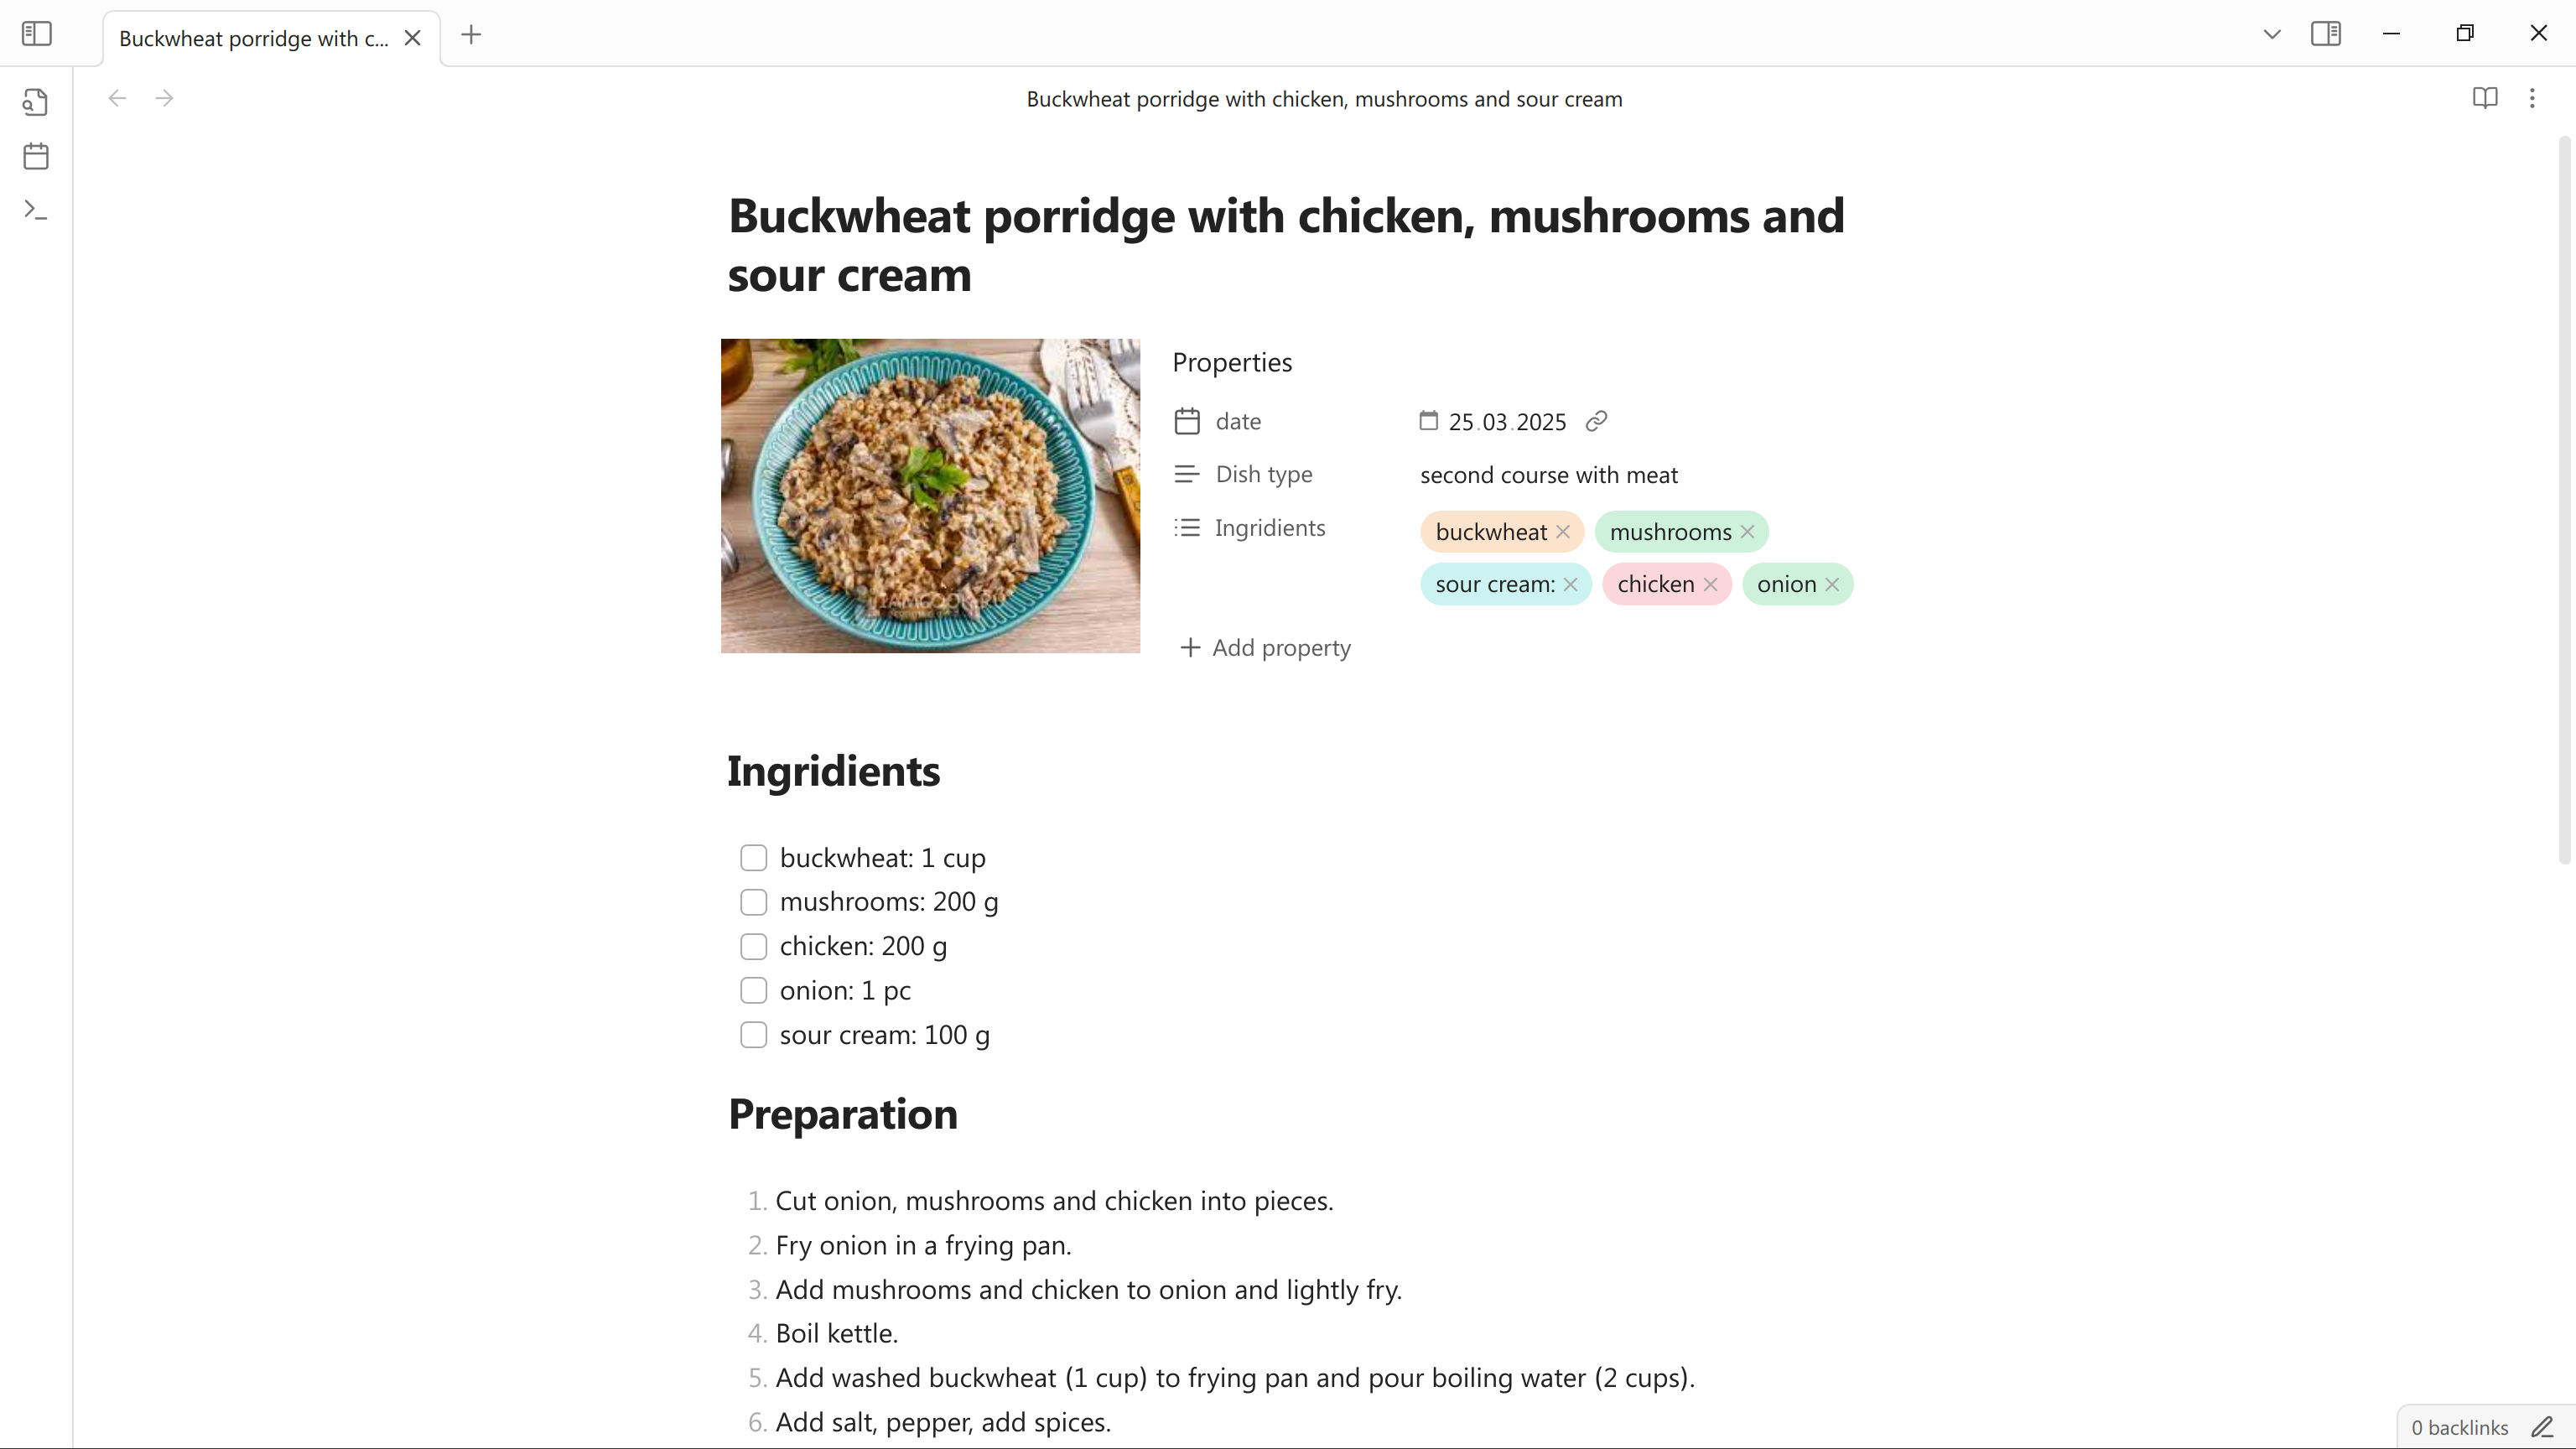 Buckwheat porridge with c...
Buckwheat porridge with chicken, mushrooms and sour cream
Buckwheat porridge with chicken, mushrooms and
sour cream
Properties
date 25.03.2025
Dish type second course with meat
Ingridients buckwheat mushrooms
sour cream: chicken onion
Add property
Ingridients
buckwheat: 1 cup
mushrooms: 200 g
chicken: 200 g
onion: 1 pc
sour cream: 100 g
Preparation
1. Cut onion, mushrooms and chicken into pieces.
2. Fry onion in a frying pan.
3. Add mushrooms and chicken to onion and lightly fry.
4. Boil kettle.
5. Add washed buckwheat (1 cup) to frying pan and pour boiling water (2 cups).
6. Add salt, pepper, add spices.
0 backlinks